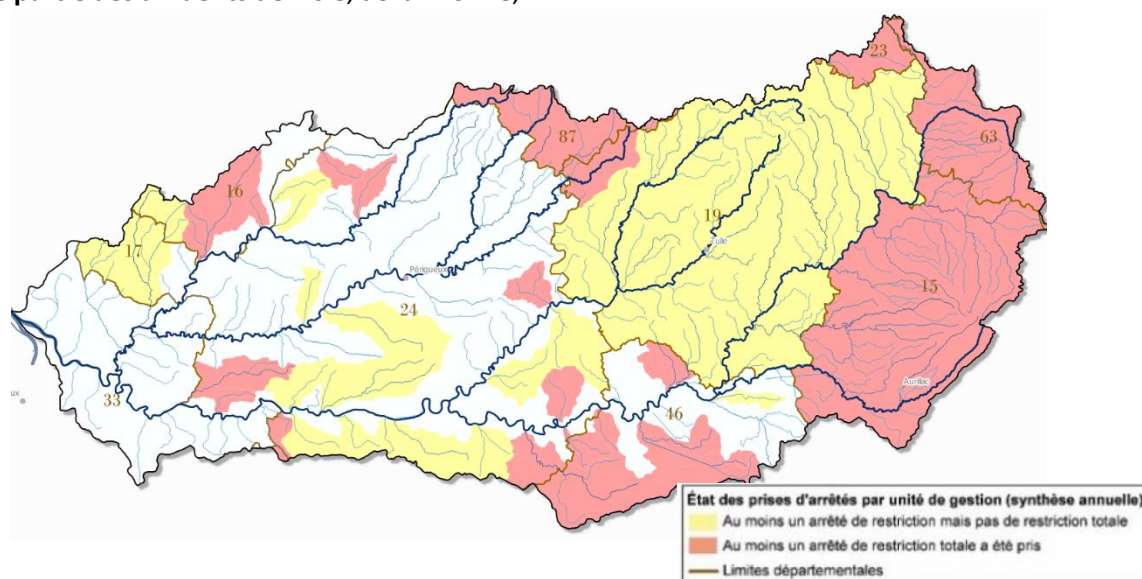 23
63
87
16
19
Tulle
17
Périgueux
15
24
Aurillac
33
ux
46
État des prises d'arrêtés par unité de gestion (synthèse annuelle)
Au moins un arrêté de restriction mais pas de restriction totale
Au moins un arrêté de restriction totale a été pris
Limites départementales